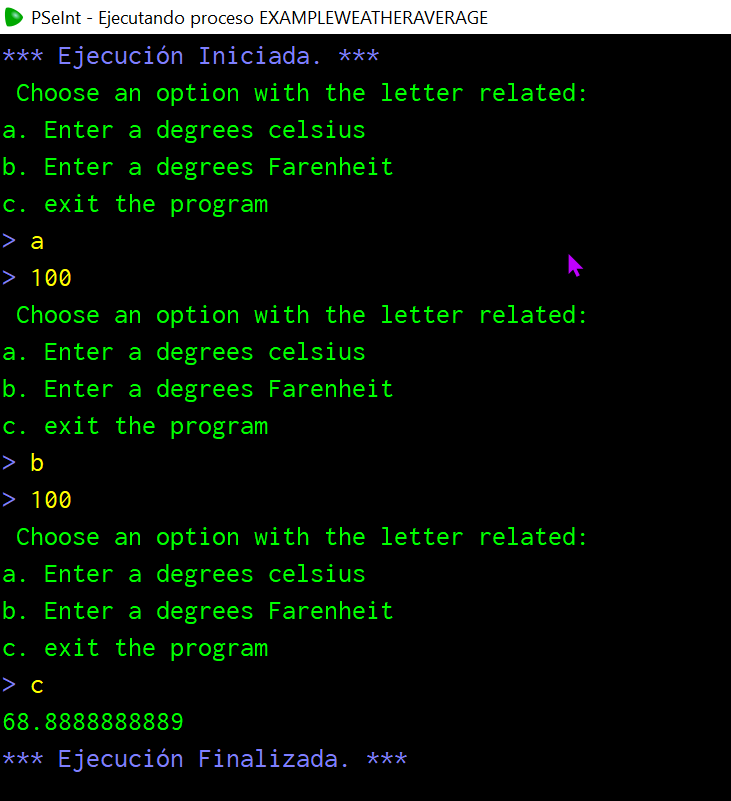 PSeInt - Ejecutando proceso EXAMPLEWEATHERAVERAGE
*** Ejecución Iniciada. ***
Choose an option with the letter related:
a. Enter a degrees celsius
b. Enter a degrees Farenheit
c. exit the program
> a
> 100
Choose an option with the letter related:
a. Enter a degrees celsius
b. Enter a degrees Farenheit
c. exit the program
> b
> 100
Choose an option with the letter related:
a. Enter a degrees celsius
b. Enter a degrees Farenheit
c. exit the program
> c
68.8888888889
*** Ejecución Finalizada. ***